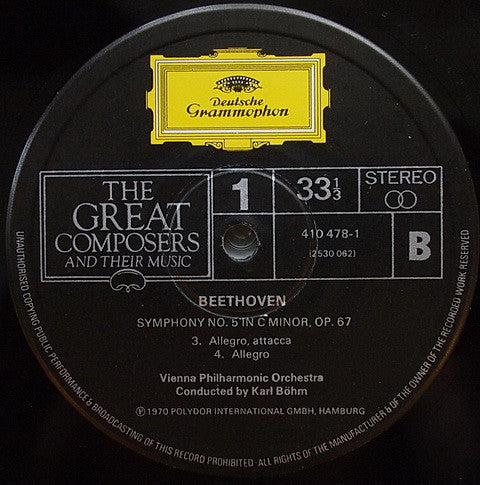 Deutsche
Grammophon
THE
GREAT
COMPOSERS
AND THEIR MUSIC
1
33⅓
STEREO
410 478-1
(2530 062)
B
BEETHOVEN
SYMPHONY NO. 5 IN C MINOR, OP. 67
3. Allegro, attacca
4. Allegro
Vienna Philharmonic Orchestra
Conducted by Karl Böhm
℗ 1970 POLYDOR INTERNATIONAL GMBH, HAMBURG
UNAUTHORISED COPYING PUBLIC PERFORMANCE & BROADCASTING OF THIS RECORD PROHIBITED · ALL RIGHTS OF THE MANUFACTURER & OF THE OWNER OF THE RECORDED WORK RESERVED